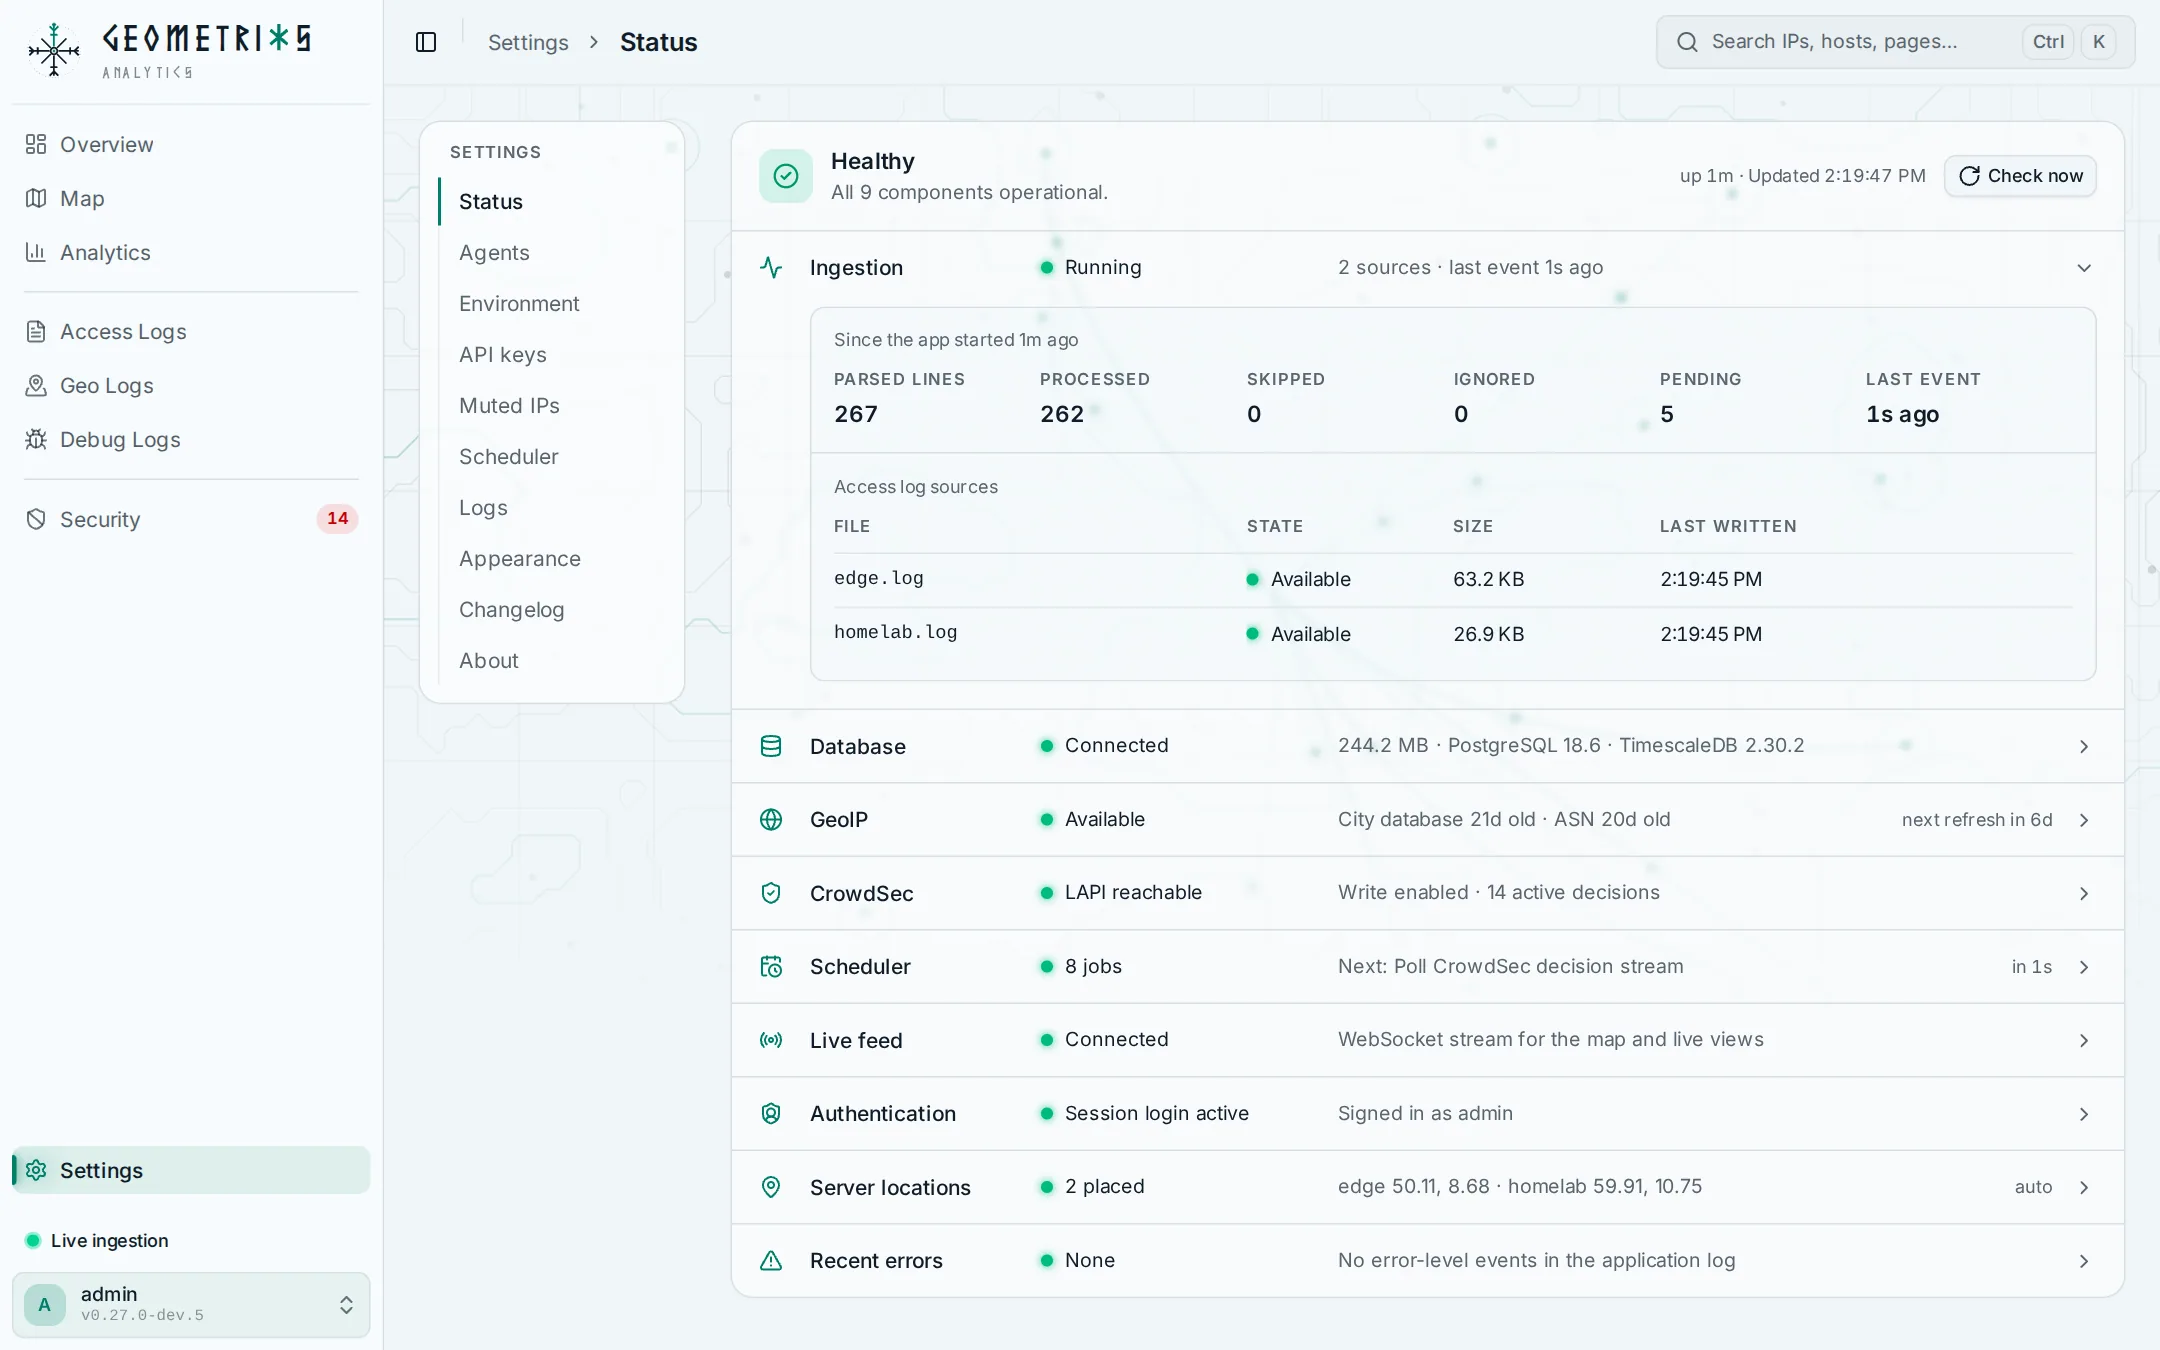 GEOMETRIKS
ANALYTICS
Overview
Map
Analytics
Access Logs
Geo Logs
Debug Logs
Security 14
Settings
Live ingestion
A admin
v0.27.0-dev.5
Settings > Status
Search IPs, hosts, pages... Ctrl K
SETTINGS
Status
Agents
Environment
API keys
Muted IPs
Scheduler
Logs
Appearance
Changelog
About
Healthy
All 9 components operational.
up 1m · Updated 2:19:47 PM Check now
Ingestion Running 2 sources · last event 1s ago
Since the app started 1m ago
PARSED LINES PROCESSED SKIPPED IGNORED PENDING LAST EVENT
267 262 0 0 5 1s ago
Access log sources
FILE STATE SIZE LAST WRITTEN
edge.log Available 63.2 KB 2:19:45 PM
homelab.log Available 26.9 KB 2:19:45 PM
Database Connected 244.2 MB · PostgreSQL 18.6 · TimescaleDB 2.30.2
GeoIP Available City database 21d old · ASN 20d old next refresh in 6d
CrowdSec LAPI reachable Write enabled · 14 active decisions
Scheduler 8 jobs Next: Poll CrowdSec decision stream in 1s
Live feed Connected WebSocket stream for the map and live views
Authentication Session login active Signed in as admin
Server locations 2 placed edge 50.11, 8.68 · homelab 59.91, 10.75 auto
Recent errors None No error-level events in the application log